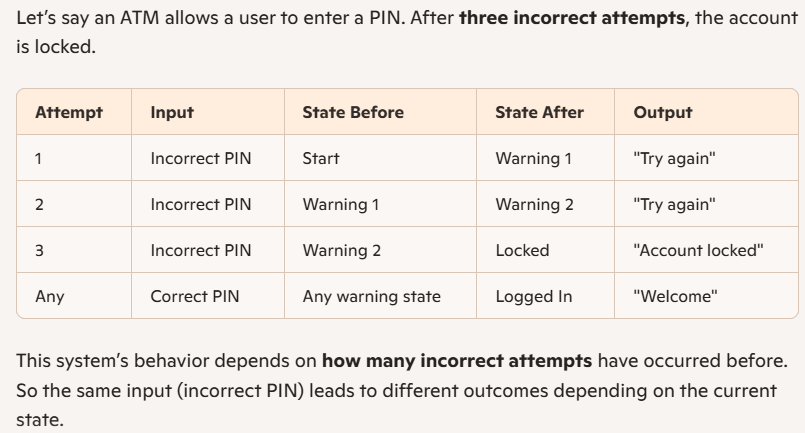 Let's say an ATM allows a user to enter a PIN. After three incorrect attempts, the account
is locked.
Attempt Input State Before State After Output
1 Incorrect PIN Start Warning 1 "Try again"
2 Incorrect PIN Warning 1 Warning 2 "Try again"
3 Incorrect PIN Warning 2 Locked "Account locked"
Any Correct PIN Any warning state Logged In "Welcome"
This system's behavior depends on how many incorrect attempts have occurred before.
So the same input (incorrect PIN) leads to different outcomes depending on the current
state.